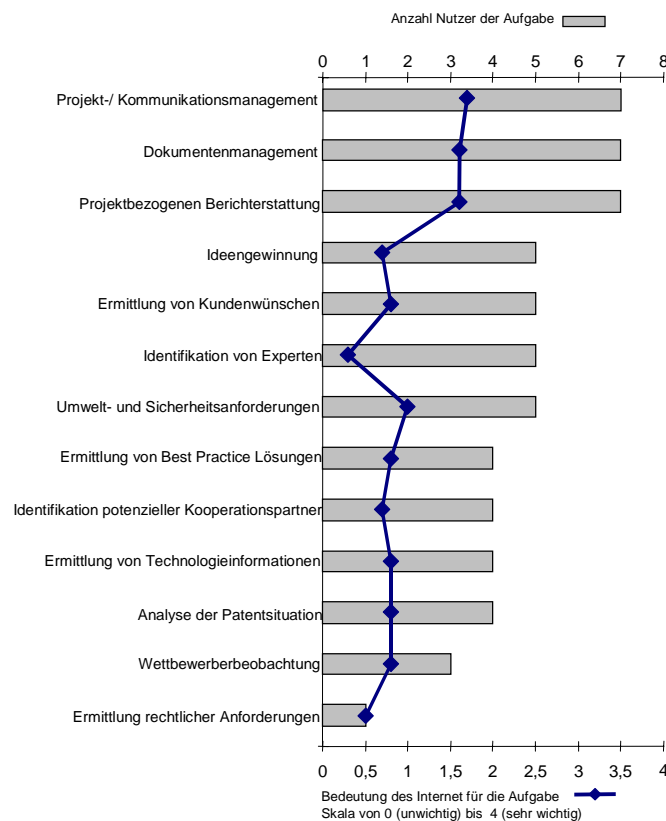 Anzahl Nutzer der Aufgabe
0 1 2 3 4 5 6 7 8
Projekt-/ Kommunikationsmanagement
Dokumentenmanagement
Projektbezogenen Berichterstattung
Ideengewinnung
Ermittlung von Kundenwünschen
Identifikation von Experten
Umwelt- und Sicherheitsanforderungen
Ermittlung von Best Practice Lösungen
Identifikation potenzieller Kooperationspartner
Ermittlung von Technologieinformationen
Analyse der Patentsituation
Wettbewerberbeobachtung
Ermittlung rechtlicher Anforderungen
0 0,5 1 1,5 2 2,5 3 3,5 4
Bedeutung des Internet für die Aufgabe
Skala von 0 (unwichtig) bis 4 (sehr wichtig)